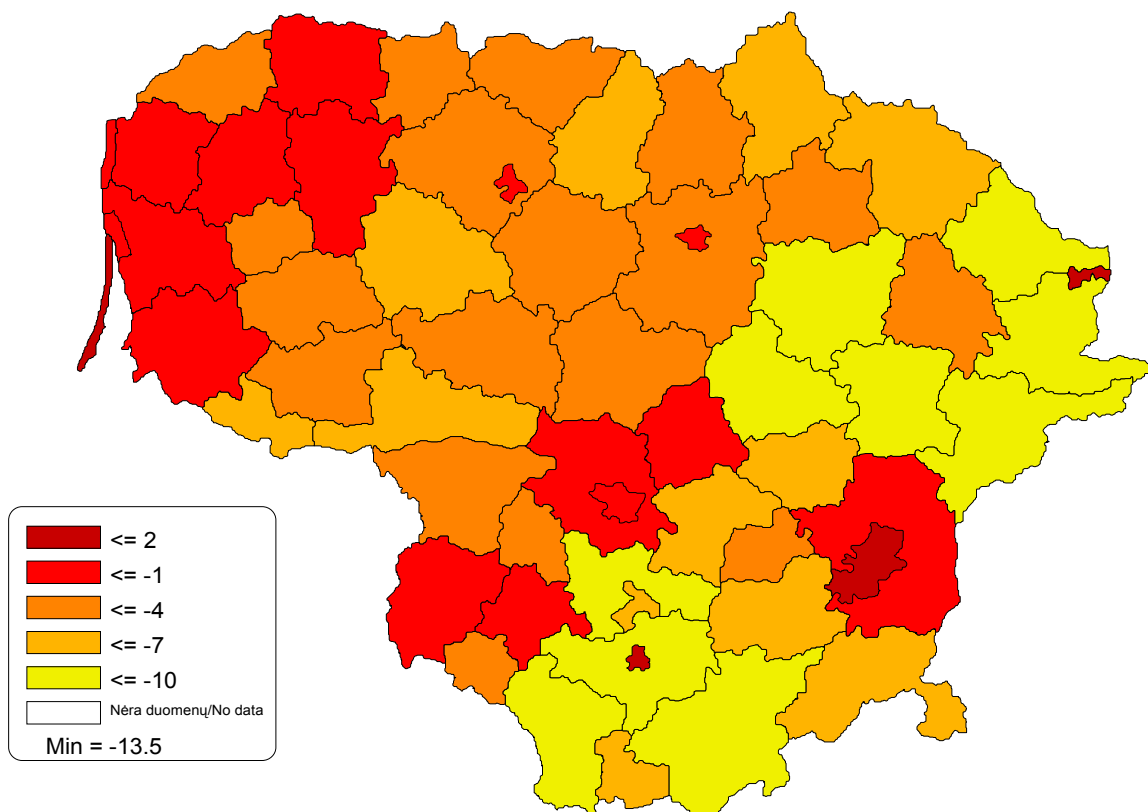 <= 2
<= -1
<= -4
<= -7
<= -10
Nėra duomenų/No data
Min = -13.5